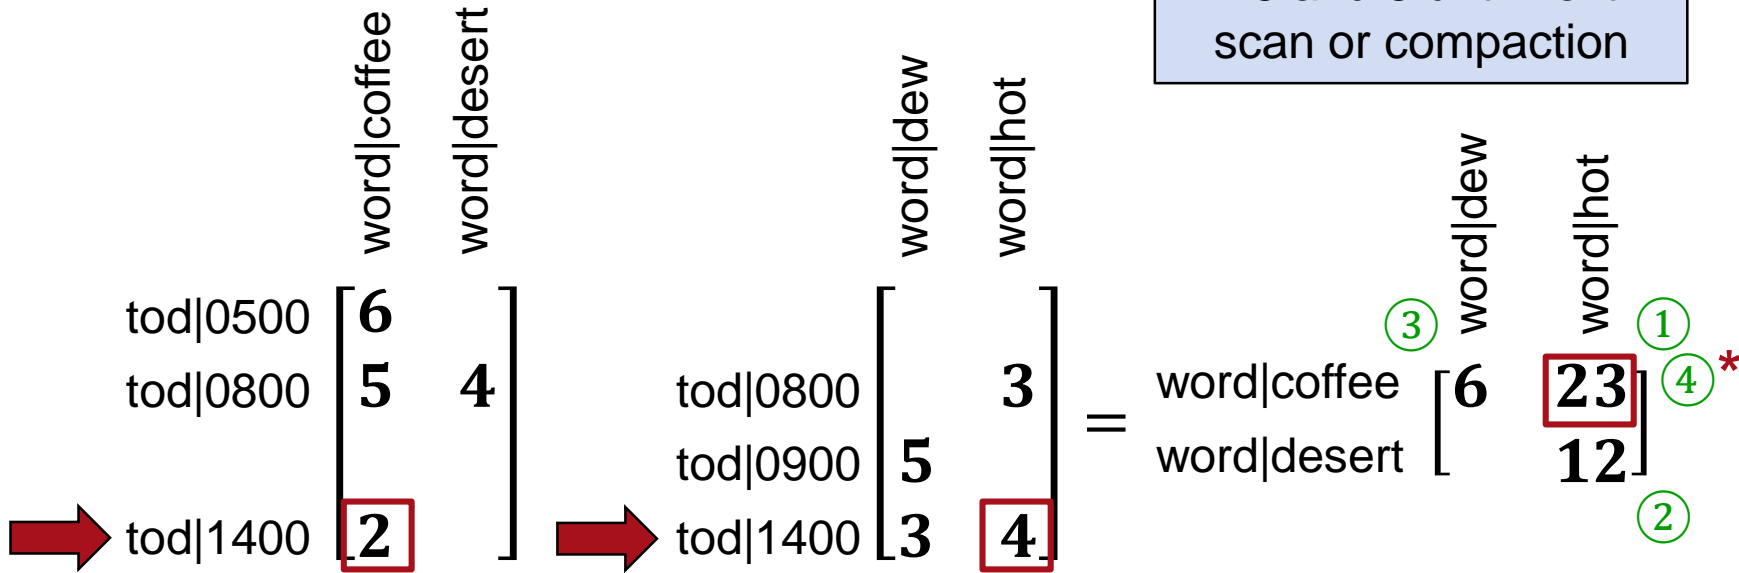 scan or compaction
word|coffee
word|desert
word|dew
word|hot
word|dew
word|hot
tod|0500 6
tod|0800 5 4
tod|1400 2
tod|0800 3
tod|0900 5
tod|1400 3 4
=
③ ①
word|coffee 6 23 ④*
word|desert 12
②